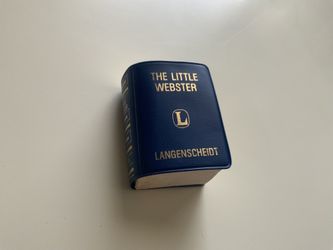 THE LITTLE
WEBSTER
L
LANGENSCHEIDT